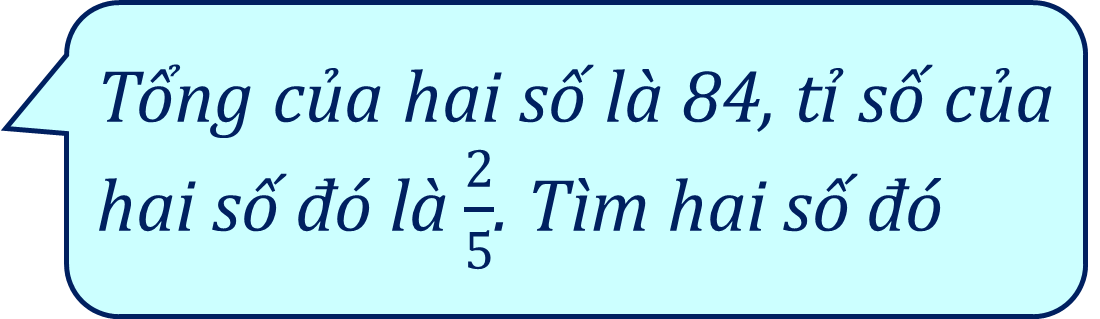 Tổng của hai số là 84, tỉ số của
hai số đó là 2/5. Tìm hai số đó